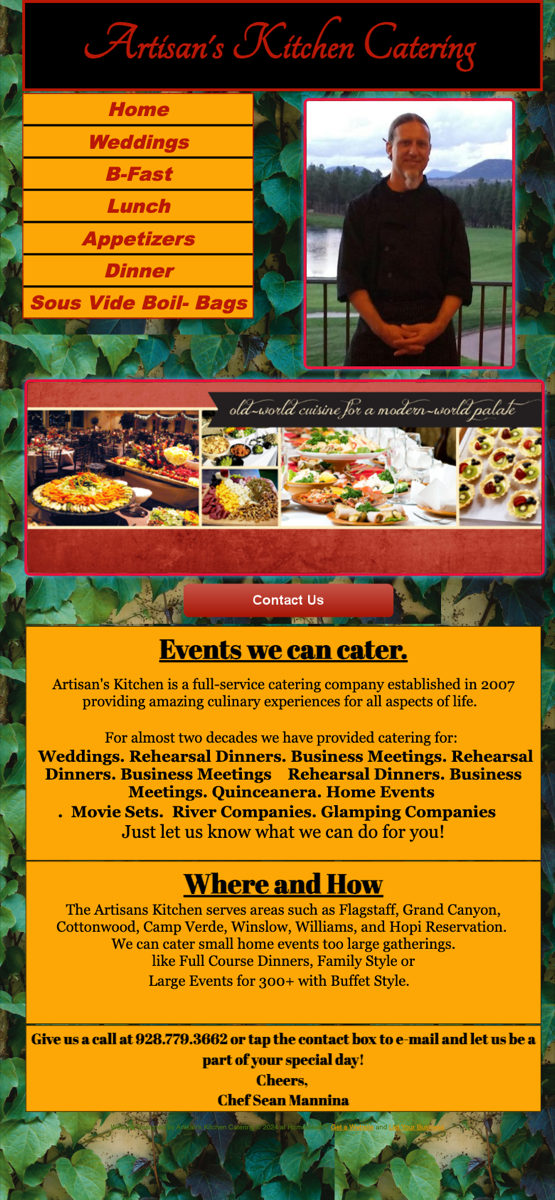 Artisan's Kitchen Catering
Home
Weddings
B-Fast
Lunch
Appetizers
Dinner
Sous Vide Boil- Bags
old-world cuisine for a modern-world palate
Contact Us
Events we can cater.
Artisan's Kitchen is a full-service catering company established in 2007
providing amazing culinary experiences for all aspects of life.
For almost two decades we have provided catering for:
Weddings. Rehearsal Dinners. Business Meetings. Rehearsal
Dinners. Business Meetings Rehearsal Dinners. Business
Meetings. Quinceanera. Home Events
. Movie Sets. River Companies. Glamping Companies
Just let us know what we can do for you!
Where and How
The Artisans Kitchen serves areas such as Flagstaff, Grand Canyon,
Cottonwood, Camp Verde, Winslow, Williams, and Hopi Reservation.
We can cater small home events too large gatherings.
like Full Course Dinners, Family Style or
Large Events for 300+ with Buffet Style.
Give us a call at 928.779.3662 or tap the contact box to e-mail and let us be a
part of your special day!
Cheers,
Chef Sean Mannina
Artisan's Kitchen Catering © 2024 at